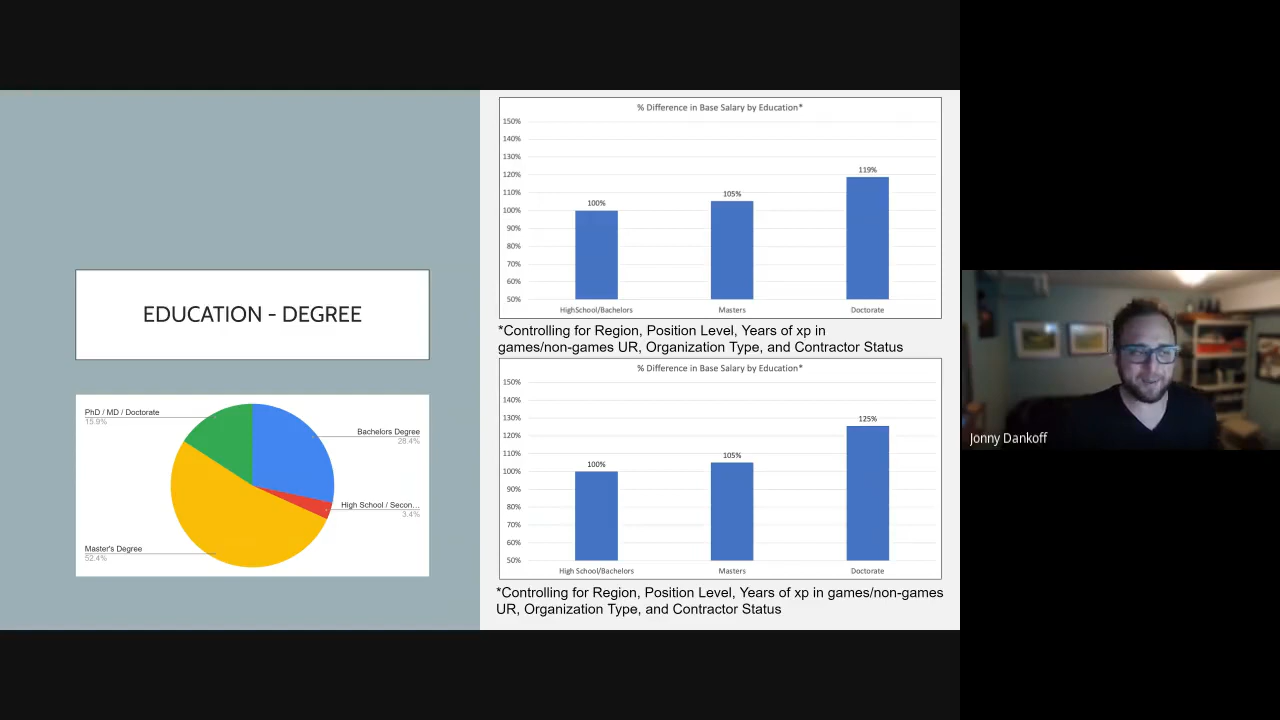 EDUCATION - DEGREE
PhD / MD / Doctorate
15.9%
Bachelors Degree
28.4%
High School / Secon...
3.4%
Master's Degree
52.4%
% Difference in Base Salary by Education*
150%
140%
130%
120%
110%
100%
90%
80%
70%
60%
50%
100%
105%
119%
HighSchool/Bachelors
Masters
Doctorate
*Controlling for Region, Position Level, Years of xp in
games/non-games UR, Organization Type, and Contractor Status
% Difference in Base Salary by Education*
150%
140%
130%
120%
110%
100%
90%
80%
70%
60%
50%
100%
105%
125%
High School/Bachelors
Masters
Doctorate
*Controlling for Region, Position Level, Years of xp in games/non-games
UR, Organization Type, and Contractor Status
Jonny Dankoff